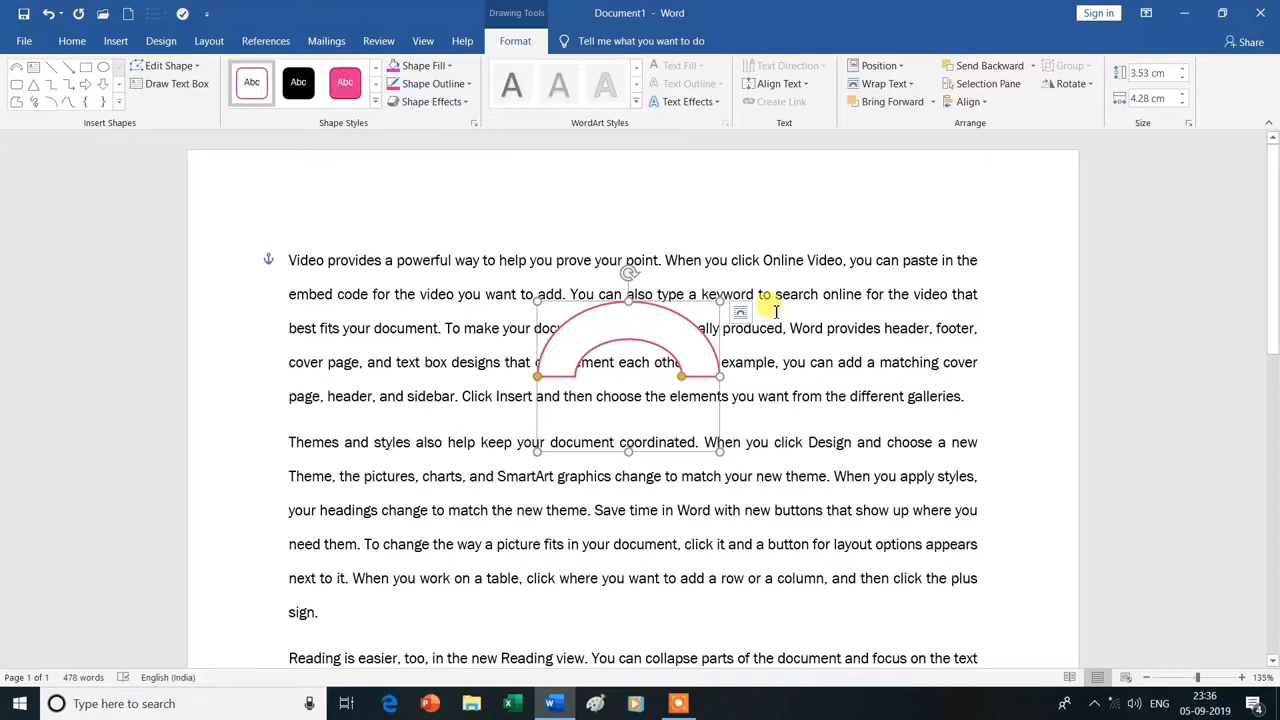 Drawing Tools
Document1 - Word
Sign in
File Home Insert Design Layout References Mailings Review View Help Format Tell me what you want to do Share
Edit Shape
Draw Text Box
Insert Shapes
Abc Abc Abc
Shape Fill
Shape Outline
Shape Effects
Shape Styles
A A A
Text Fill
Text Outline
Text Effects
WordArt Styles
Text Direction
Align Text
Create Link
Text
Position
Wrap Text
Bring Forward
Send Backward
Selection Pane
Align
Group
Rotate
Arrange
3.53 cm
4.28 cm
Size
Video provides a powerful way to help you prove your point. When you click Online Video, you can paste in the
embed code for the video you want to add. You can also type a keyword to search online for the video that
best fits your document. To make your doc ally produced, Word provides header, footer,
cover page, and text box designs that ement each othe example, you can add a matching cover
page, header, and sidebar. Click Insert and then choose the elements you want from the different galleries.
Themes and styles also help keep your document coordinated. When you click Design and choose a new
Theme, the pictures, charts, and SmartArt graphics change to match your new theme. When you apply styles,
your headings change to match the new theme. Save time in Word with new buttons that show up where you
need them. To change the way a picture fits in your document, click it and a button for layout options appears
next to it. When you work on a table, click where you want to add a row or a column, and then click the plus
sign.
Reading is easier, too, in the new Reading view. You can collapse parts of the document and focus on the text
Page 1 of 1 478 words English (India) 135%
Type here to search
ENG
23:36
05-09-2019
4